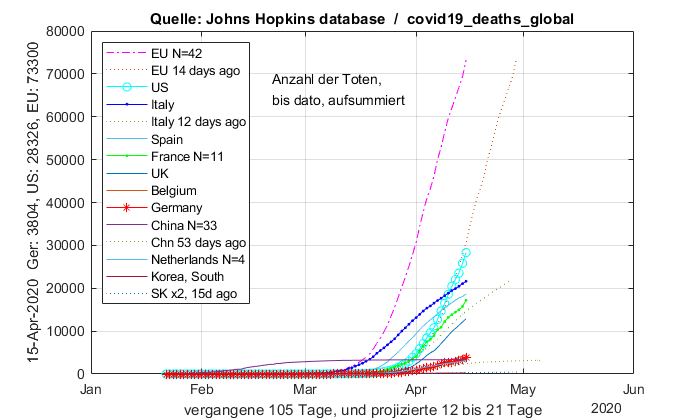 Quelle: Johns Hopkins database / covid19_deaths_global
15-Apr-2020 Ger: 3804, US: 28326, EU: 73300
80000
70000
60000
50000
40000
30000
20000
10000
0
EU N=42
EU 14 days ago
US
Italy
Italy 12 days ago
Spain
France N=11
UK
Belgium
Germany
China N=33
Chn 53 days ago
Netherlands N=4
Korea, South
SK x2, 15d ago
Anzahl der Toten,
bis dato, aufsummiert
Jan Feb Mar Apr May Jun
vergangene 105 Tage, und projizierte 12 bis 21 Tage
2020